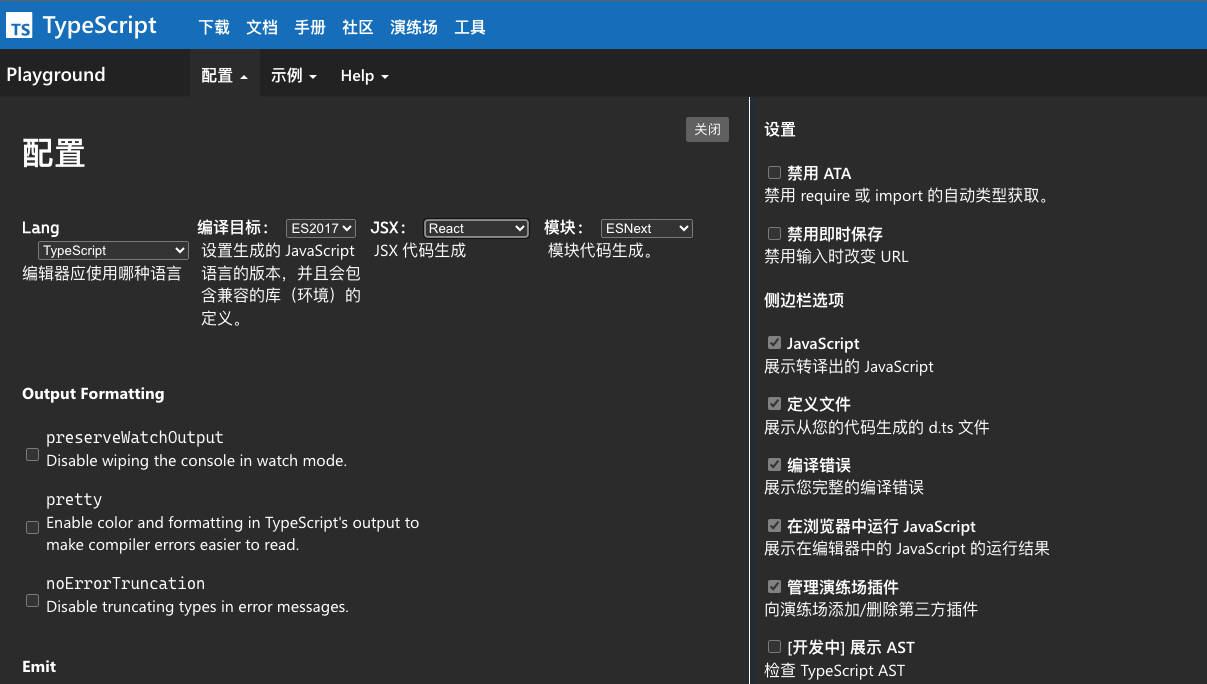 TS TypeScript 下载 文档 手册 社区 演练场 工具
Playground 配置 示例 Help
关闭
配置
Lang
TypeScript
编辑器应使用哪种语言
编译目标： ES2017
设置生成的 JavaScript
语言的版本，并且会包
含兼容的库（环境）的
定义。
JSX： React
JSX 代码生成
模块： ESNext
模块代码生成。
Output Formatting
preserveWatchOutput
Disable wiping the console in watch mode.
pretty
Enable color and formatting in TypeScript's output to
make compiler errors easier to read.
noErrorTruncation
Disable truncating types in error messages.
Emit
设置
禁用 ATA
禁用 require 或 import 的自动类型获取。
禁用即时保存
禁用输入时改变 URL
侧边栏选项
JavaScript
展示转译出的 JavaScript
定义文件
展示从您的代码生成的 d.ts 文件
编译错误
展示您完整的编译错误
在浏览器中运行 JavaScript
展示在编辑器中的 JavaScript 的运行结果
管理演练场插件
向演练场添加/删除第三方插件
[开发中] 展示 AST
检查 TypeScript AST